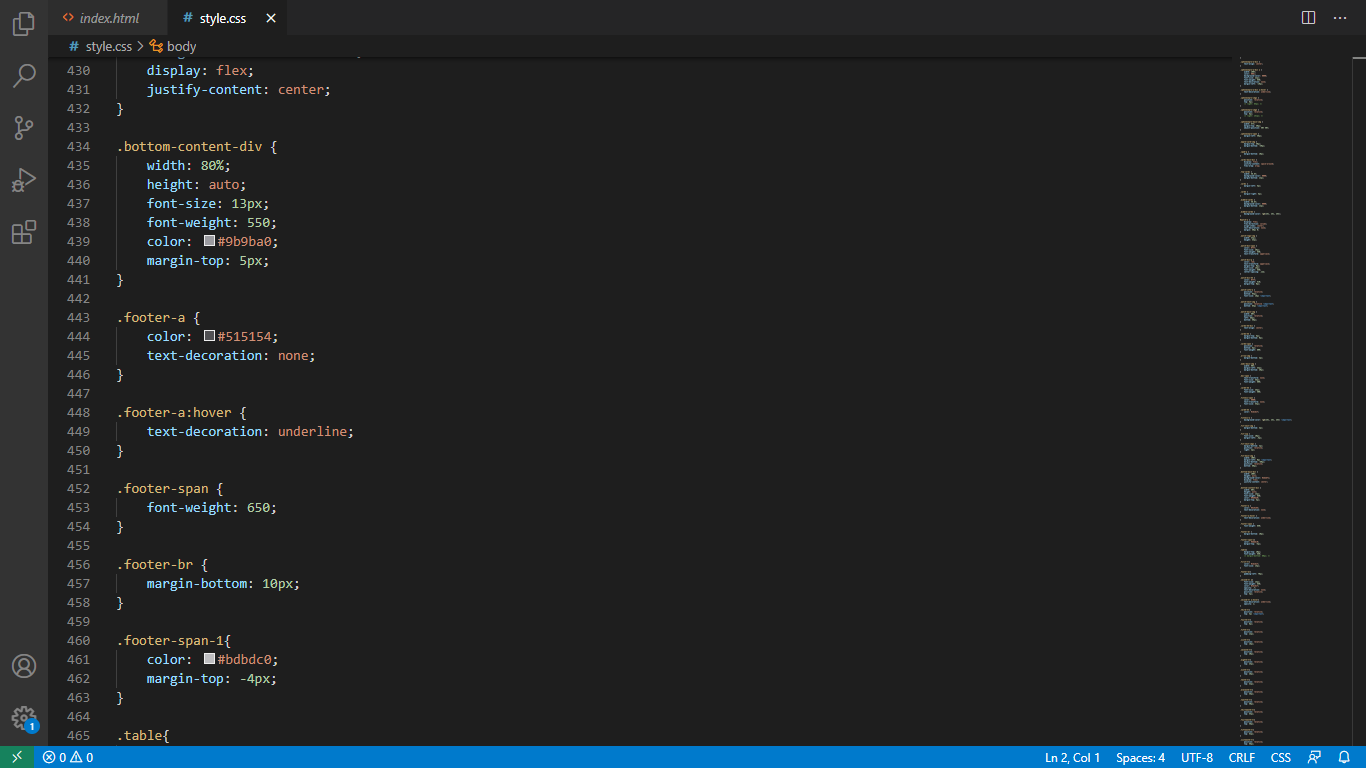 index.html
style.css
style.css > body
430 display: flex;
431 justify-content: center;
432 }
433
434 .bottom-content-div {
435 width: 80%;
436 height: auto;
437 font-size: 13px;
438 font-weight: 550;
439 color: #9b9ba0;
440 margin-top: 5px;
441 }
442
443 .footer-a {
444 color: #515154;
445 text-decoration: none;
446 }
447
448 .footer-a:hover {
449 text-decoration: underline;
450 }
451
452 .footer-span {
453 font-weight: 650;
454 }
455
456 .footer-br {
457 margin-bottom: 10px;
458 }
459
460 .footer-span-1{
461 color: #bdbdc0;
462 margin-top: -4px;
463 }
464
465 .table{
1
0 0 Ln 2, Col 1 Spaces: 4 UTF-8 CRLF CSS